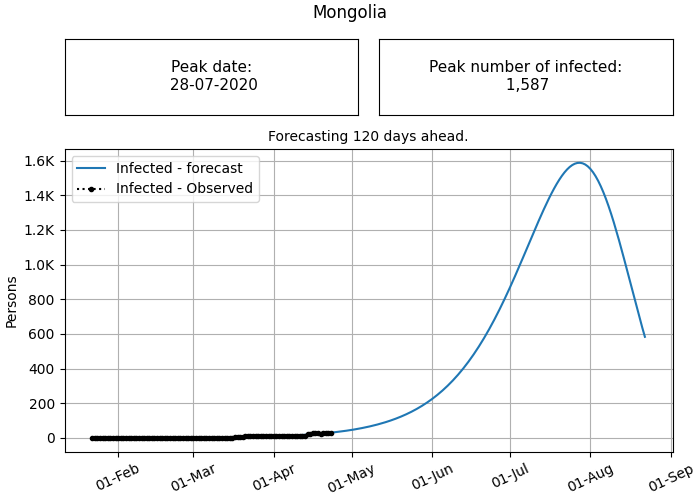 Mongolia
Peak date:
28-07-2020
Peak number of infected:
1,587
Forecasting 120 days ahead.
Infected - forecast
Infected - Observed
1.6K
1.4K
1.2K
1.0K
800
600
400
200
0
Persons
01-Feb
01-Mar
01-Apr
01-May
01-Jun
01-Jul
01-Aug
01-Sep